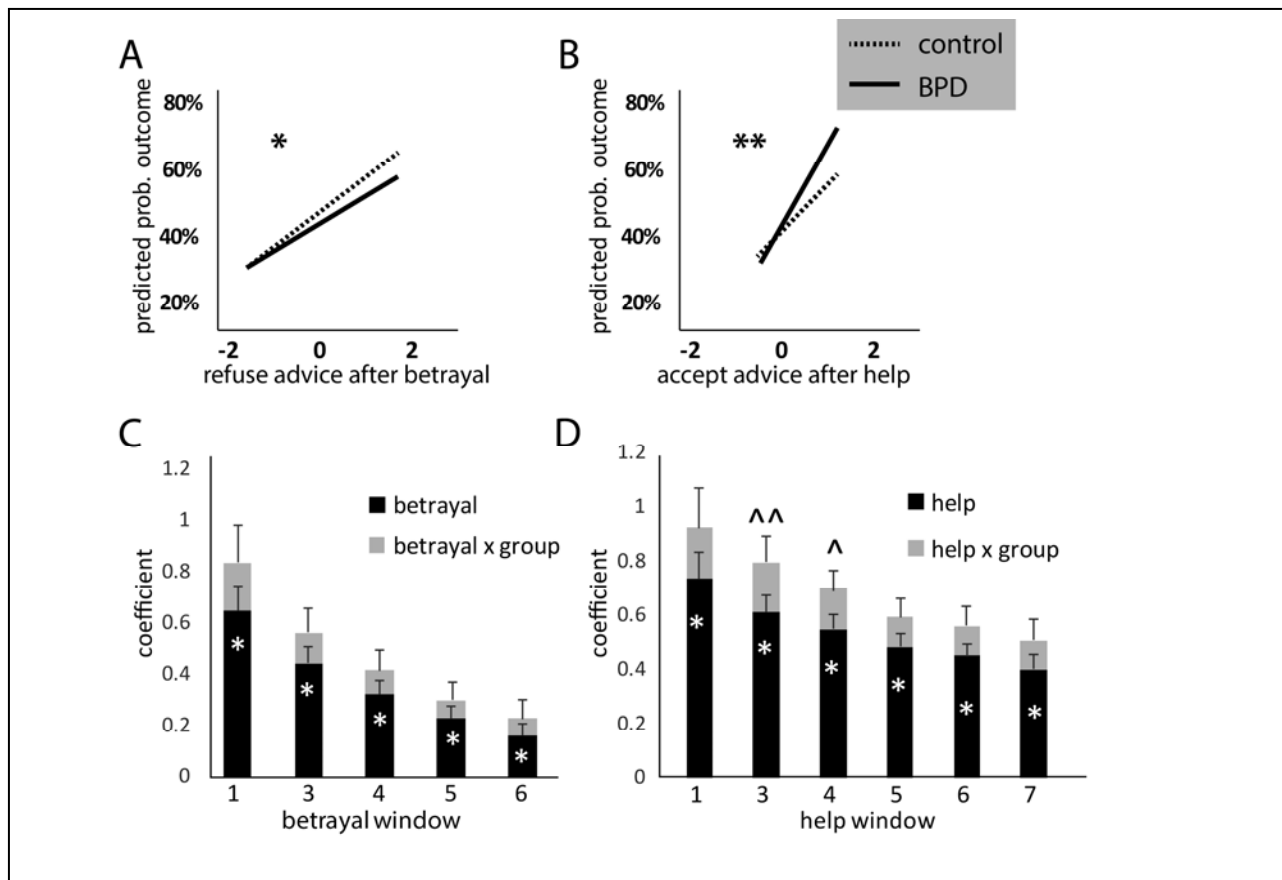 A
B
control
BPD
predicted prob. outcome
80%
60%
40%
20%
*
-2 0 2
refuse advice after betrayal
predicted prob. outcome
80%
60%
40%
20%
**
-2 0 2
accept advice after help
C
coefficient
1.2
1
0.8
0.6
0.4
0.2
0
betrayal
betrayal x group
* * * * *
1 3 4 5 6
betrayal window
D
coefficient
1.2
1
0.8
0.6
0.4
0.2
0
help
help x group
^^ ^
* * * * * *
1 3 4 5 6 7
help window